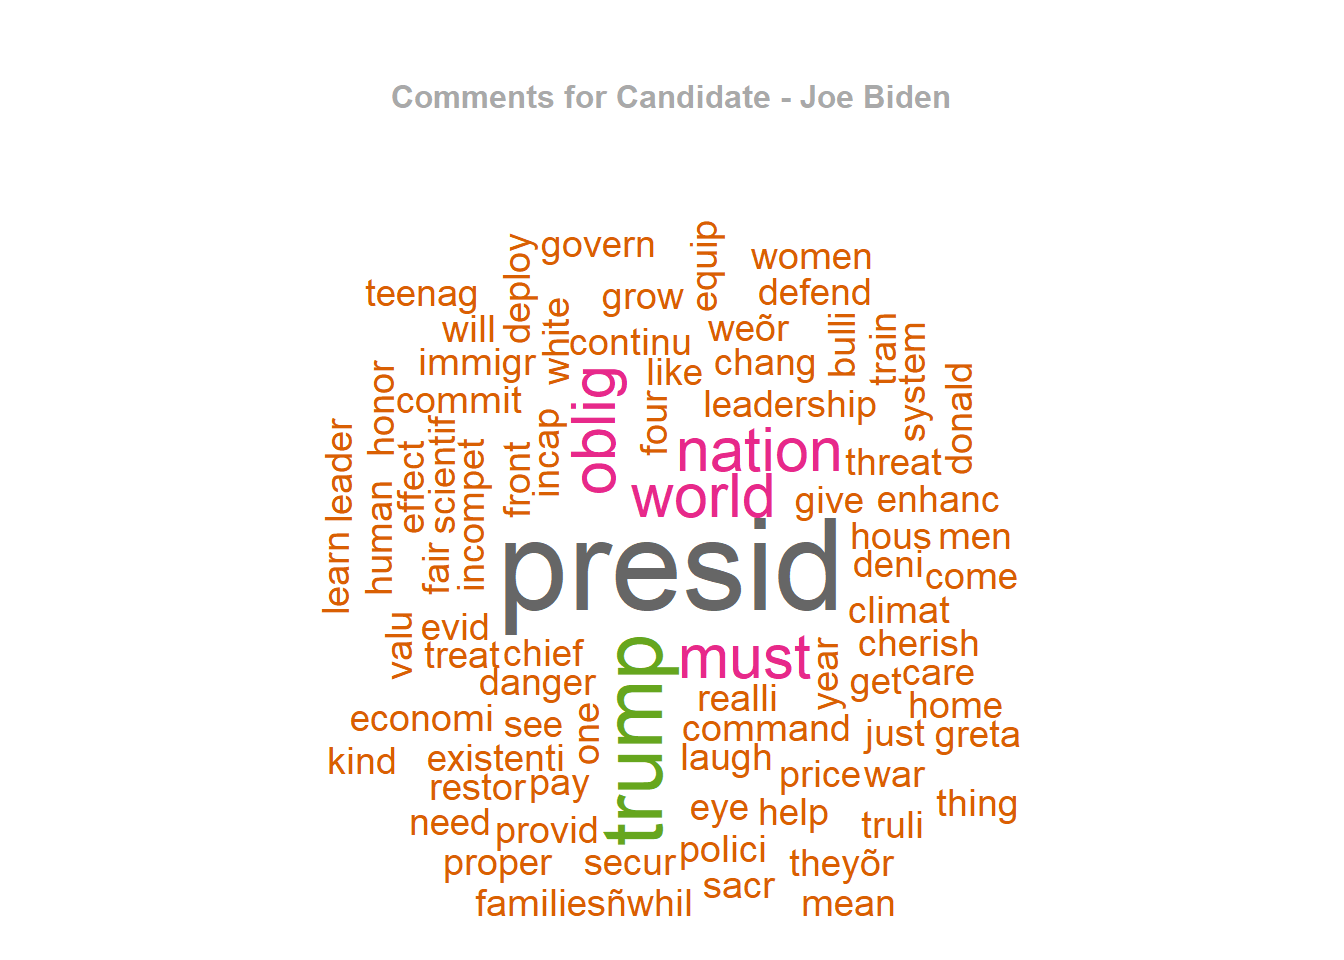 Comments for Candidate - Joe Biden
govern
equip
women
deploy
teenag
grow
defend
will
white
continu
weõr
bulli
train
system
immigr
like
chang
honor
commit
oblig
four
leadership
donald
leader
effect
scientif
incompet
front
incap
nation
threat
world
give
enhanc
learn
human
fair
presid
hous
men
deni
come
climat
valu
evid
treat
chief
trump
must
year
cherish
danger
realli
get
care
home
economi
see
one
command
just
greta
kind
existenti
laugh
restor
pay
price
war
need
provid
eye
help
truli
thing
proper
secur
polici
theyõr
sacr
familiesñwhil
mean